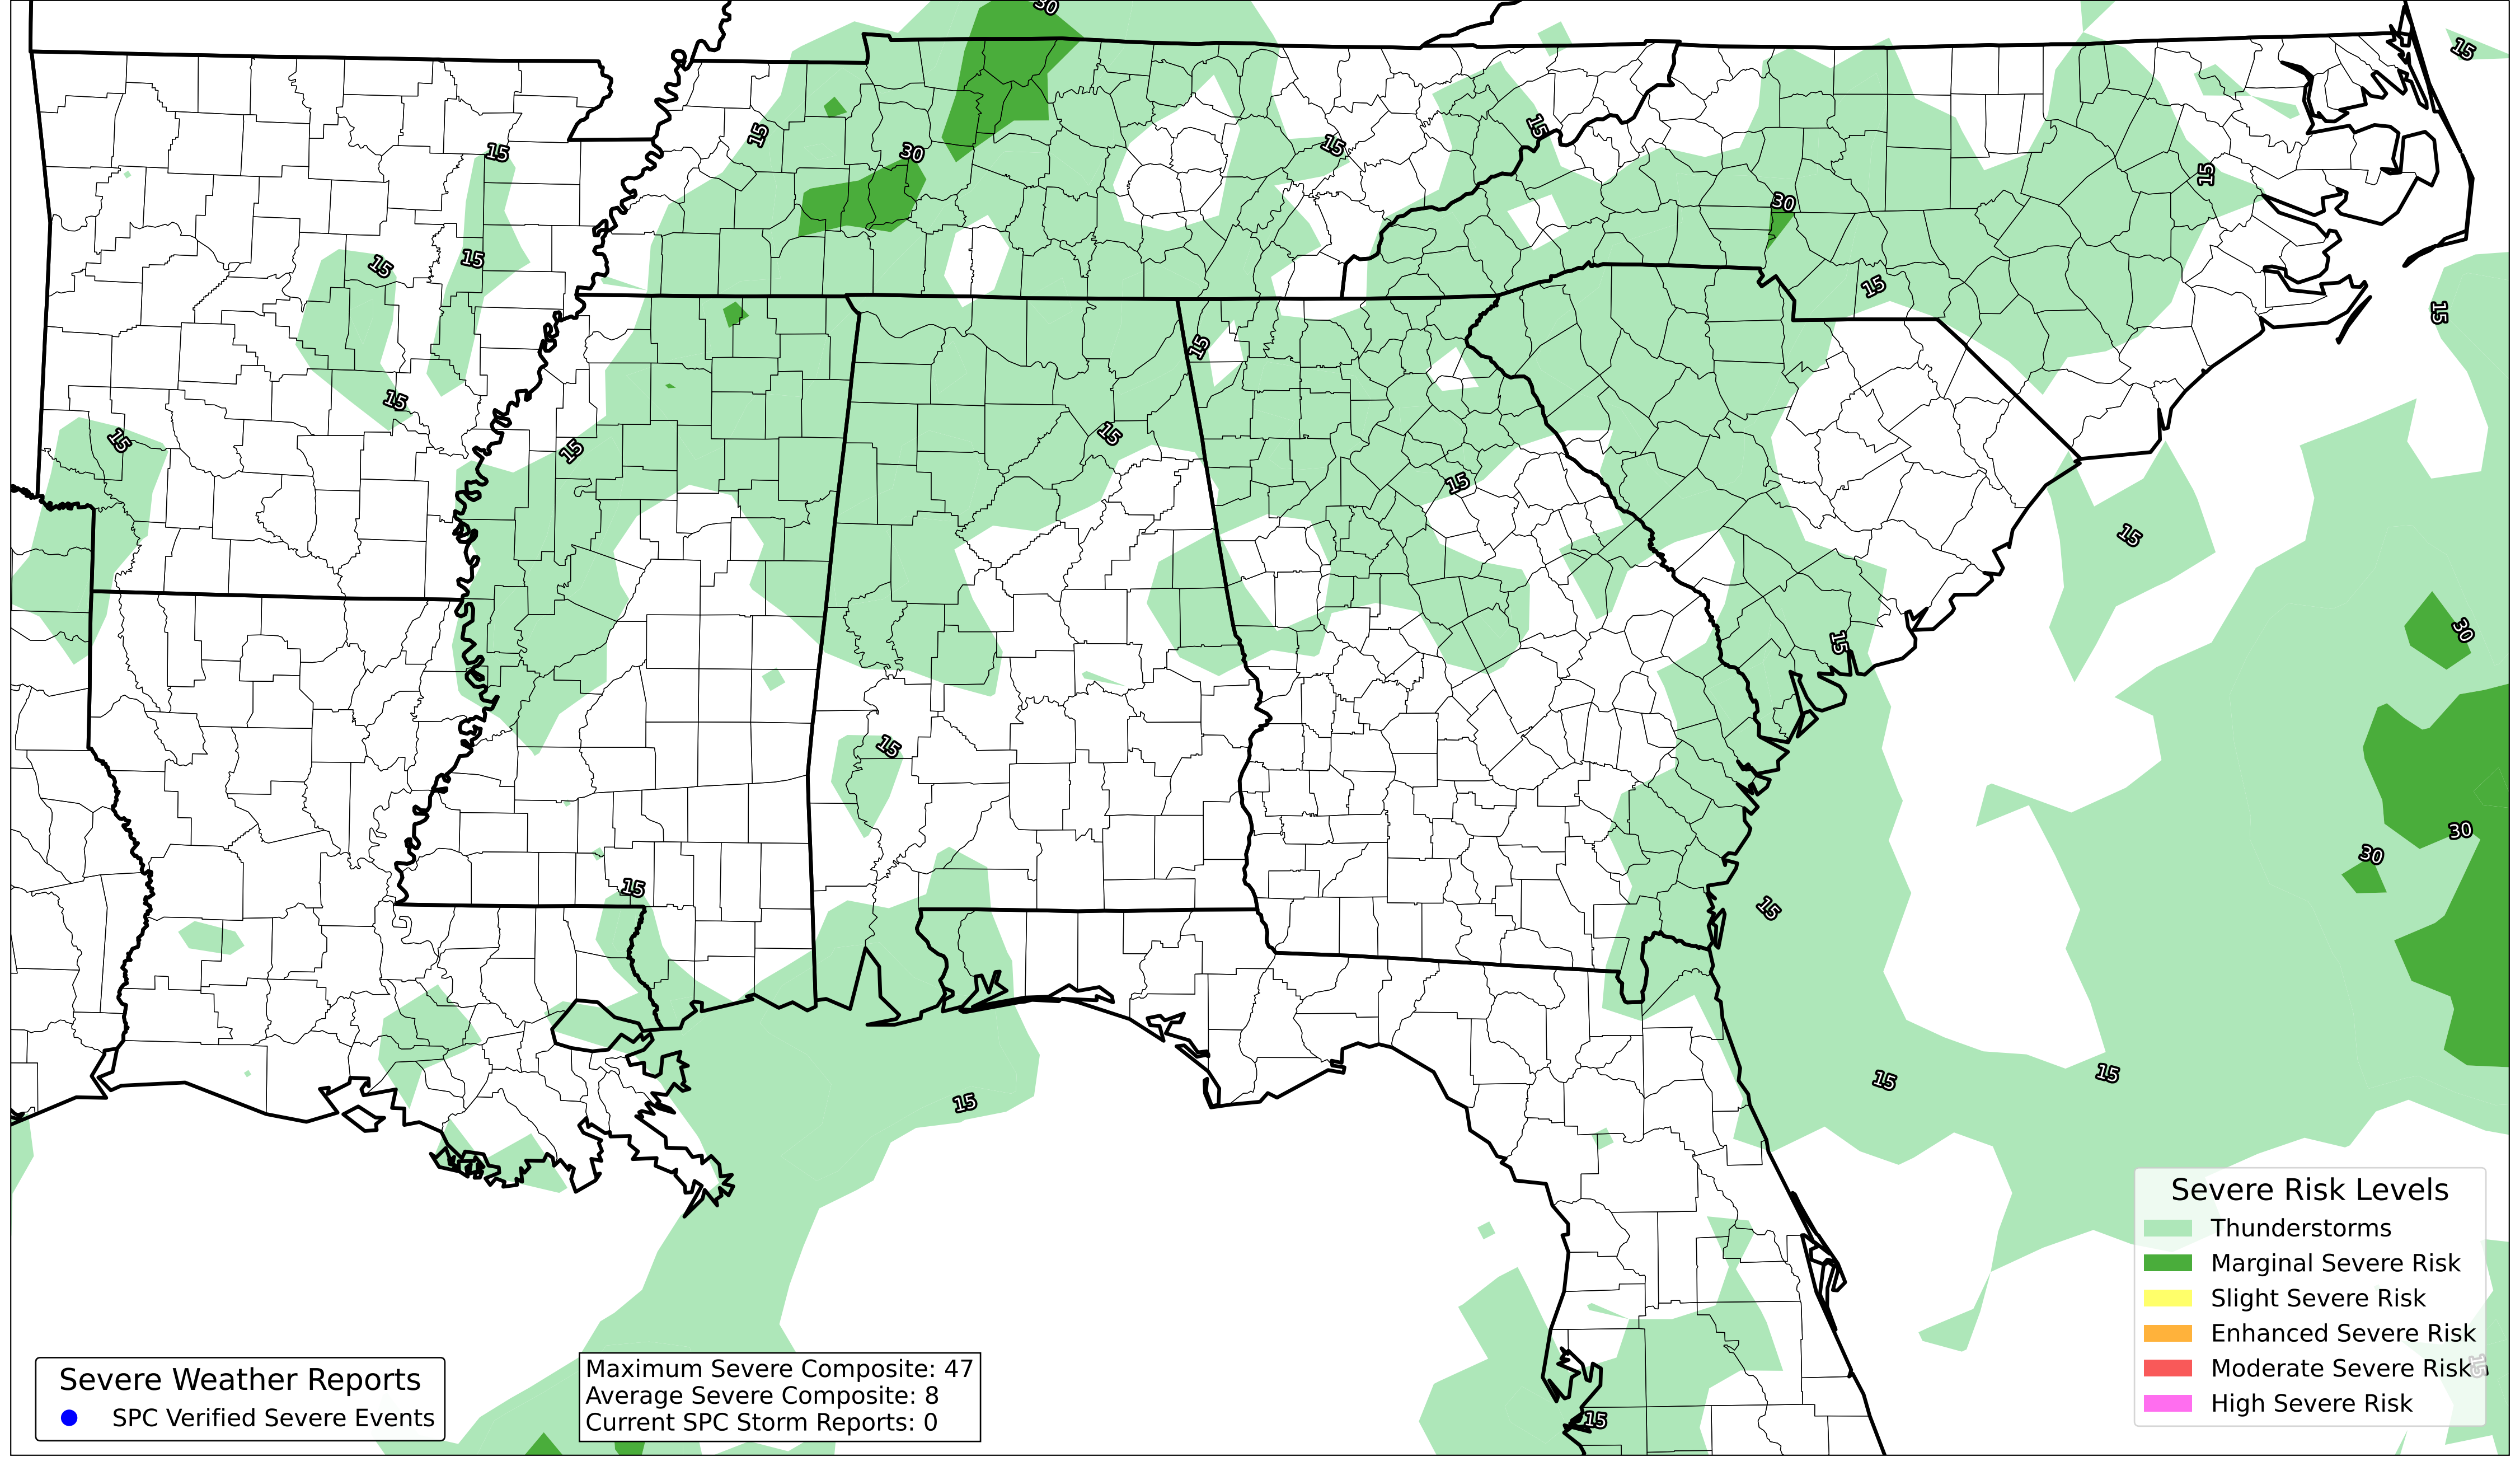 30
15
15
30
15
15
15
15
30
15
15
15
15
15
15
15
15
15
15
15
15
15
30
15
15
30
30
15
15
15
15
15
15
15
Severe Risk Levels
Thunderstorms
Marginal Severe Risk
Slight Severe Risk
Enhanced Severe Risk
Moderate Severe Risk
High Severe Risk
Severe Weather Reports
SPC Verified Severe Events
Maximum Severe Composite: 47
Average Severe Composite: 8
Current SPC Storm Reports: 0